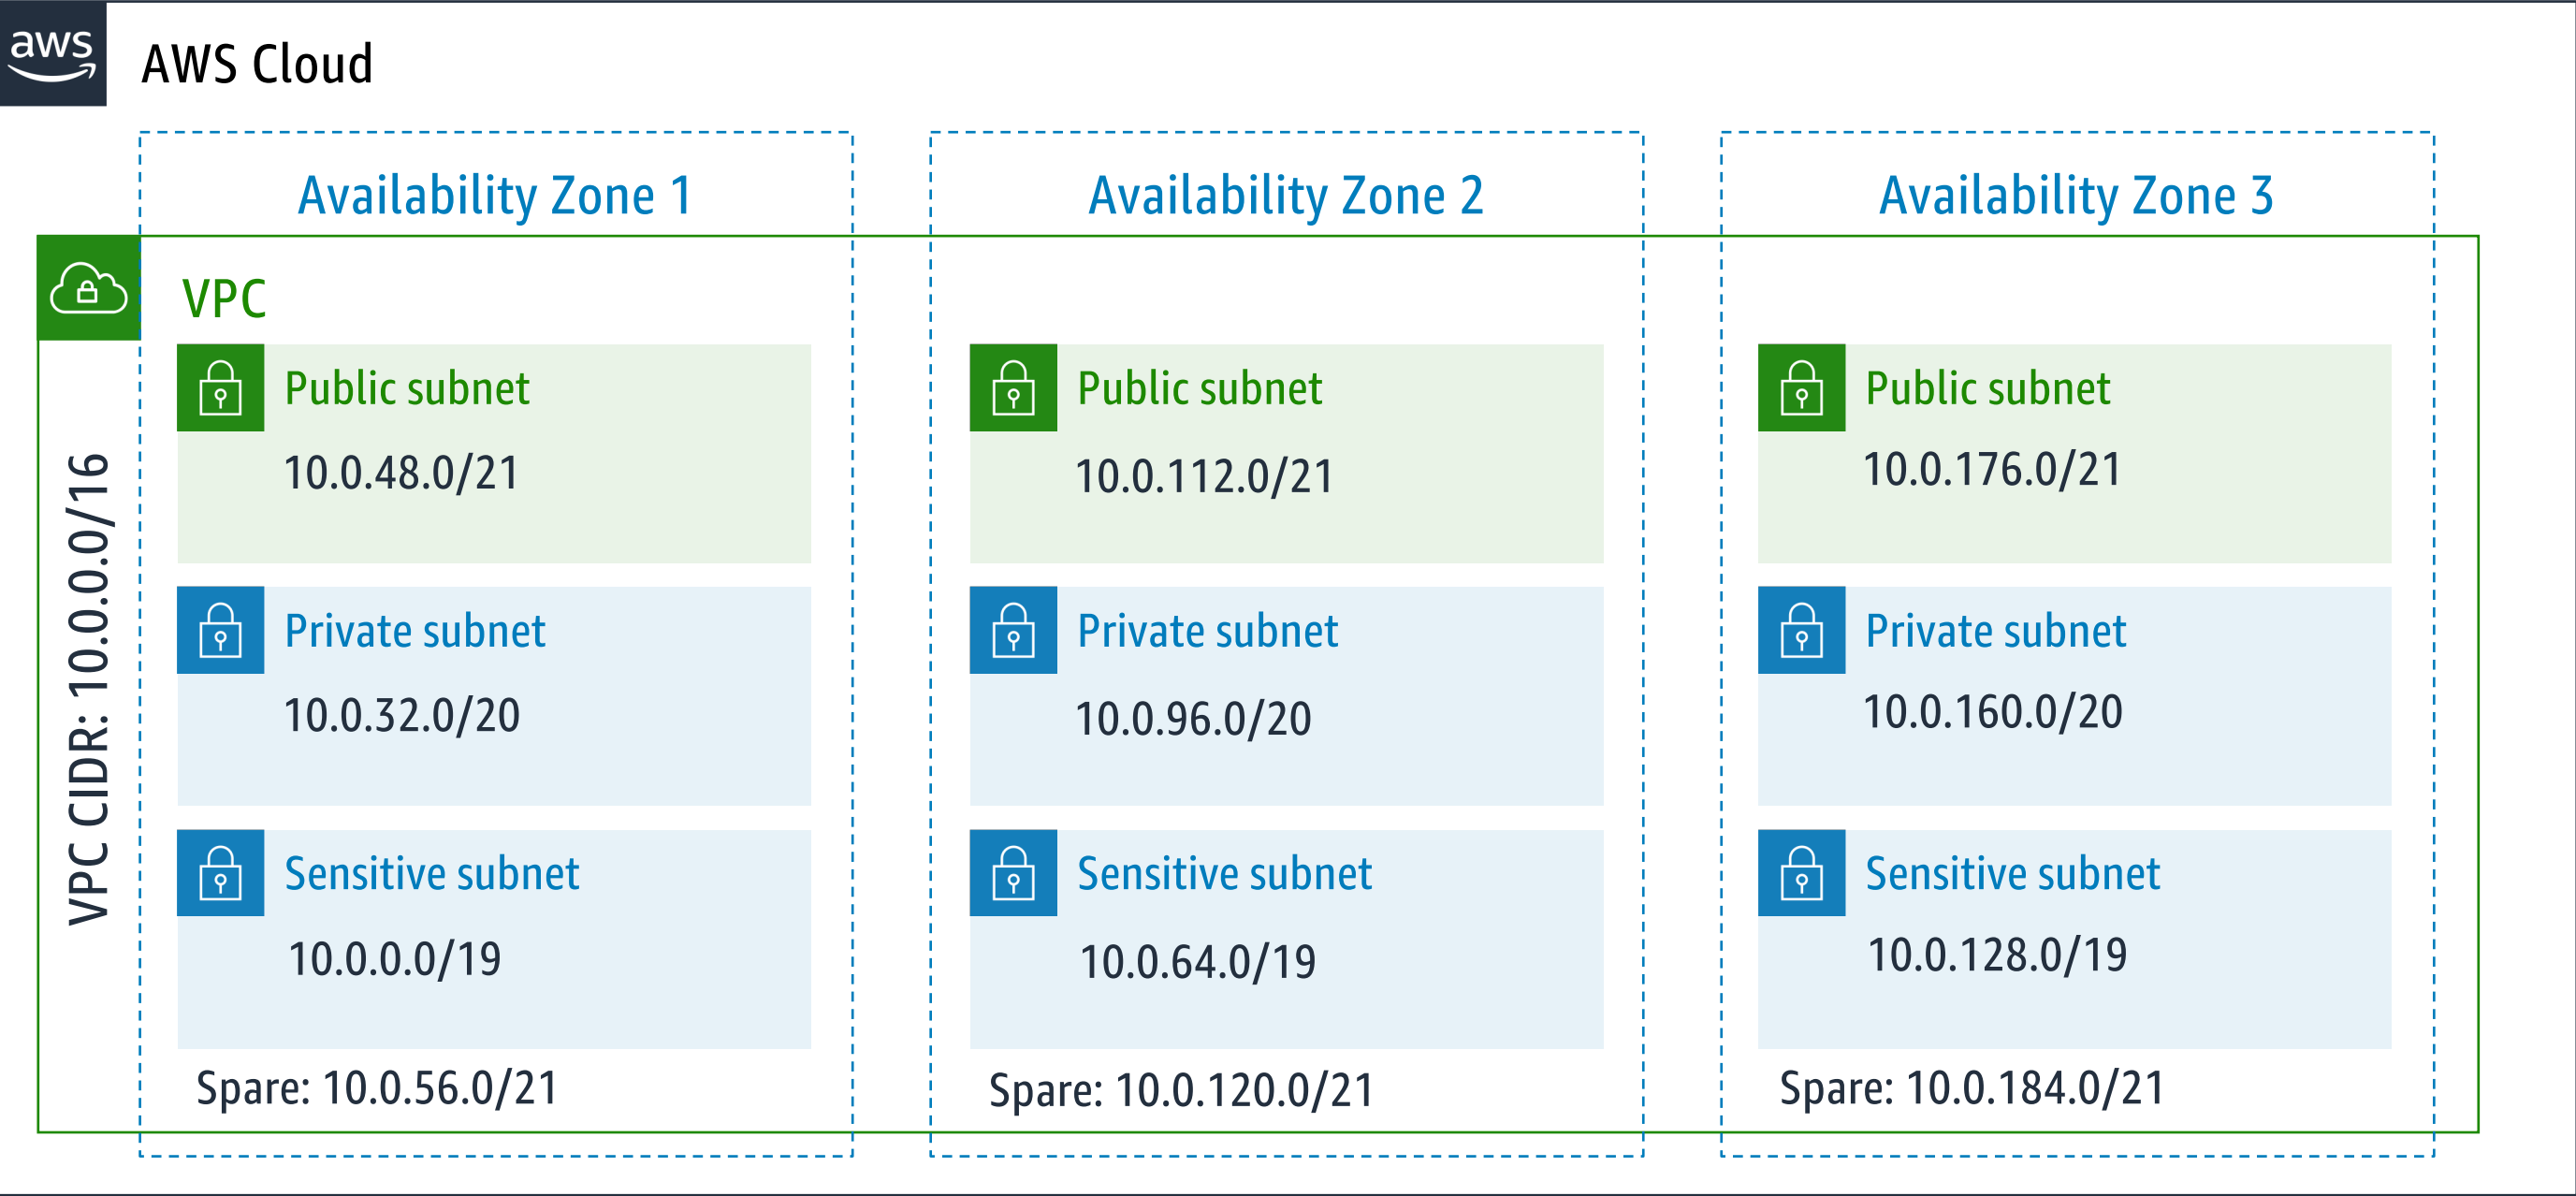 aws
AWS Cloud
Availability Zone 1
Availability Zone 2
Availability Zone 3
VPC
VPC CIDR: 10.0.0.0/16
Public subnet
10.0.48.0/21
Private subnet
10.0.32.0/20
Sensitive subnet
10.0.0.0/19
Spare: 10.0.56.0/21
Public subnet
10.0.112.0/21
Private subnet
10.0.96.0/20
Sensitive subnet
10.0.64.0/19
Spare: 10.0.120.0/21
Public subnet
10.0.176.0/21
Private subnet
10.0.160.0/20
Sensitive subnet
10.0.128.0/19
Spare: 10.0.184.0/21